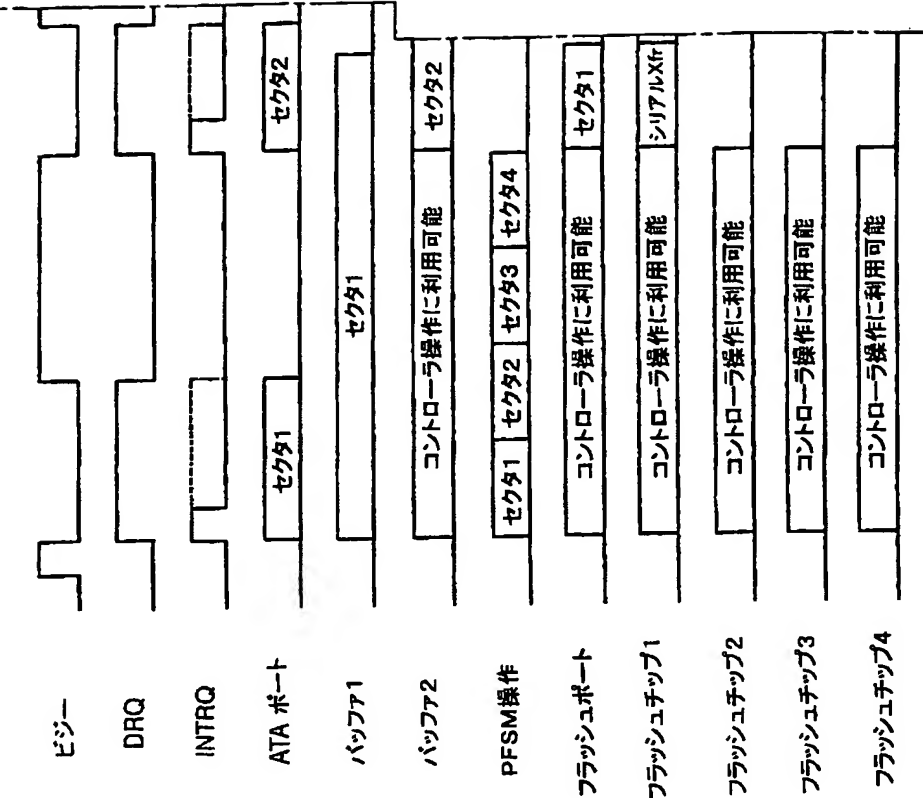 ビジー
DRQ
INTRQ
ATA ポート
セクタ1
セクタ2
バッファ1
セクタ1
バッファ2
コントローラ操作に利用可能
セクタ2
PFSM操作
セクタ1
セクタ2
セクタ3
セクタ4
フラッシュポート
コントローラ操作に利用可能
セクタ1
フラッシュチップ1
コントローラ操作に利用可能
シリアルXfr
フラッシュチップ2
コントローラ操作に利用可能
フラッシュチップ3
コントローラ操作に利用可能
フラッシュチップ4
コントローラ操作に利用可能